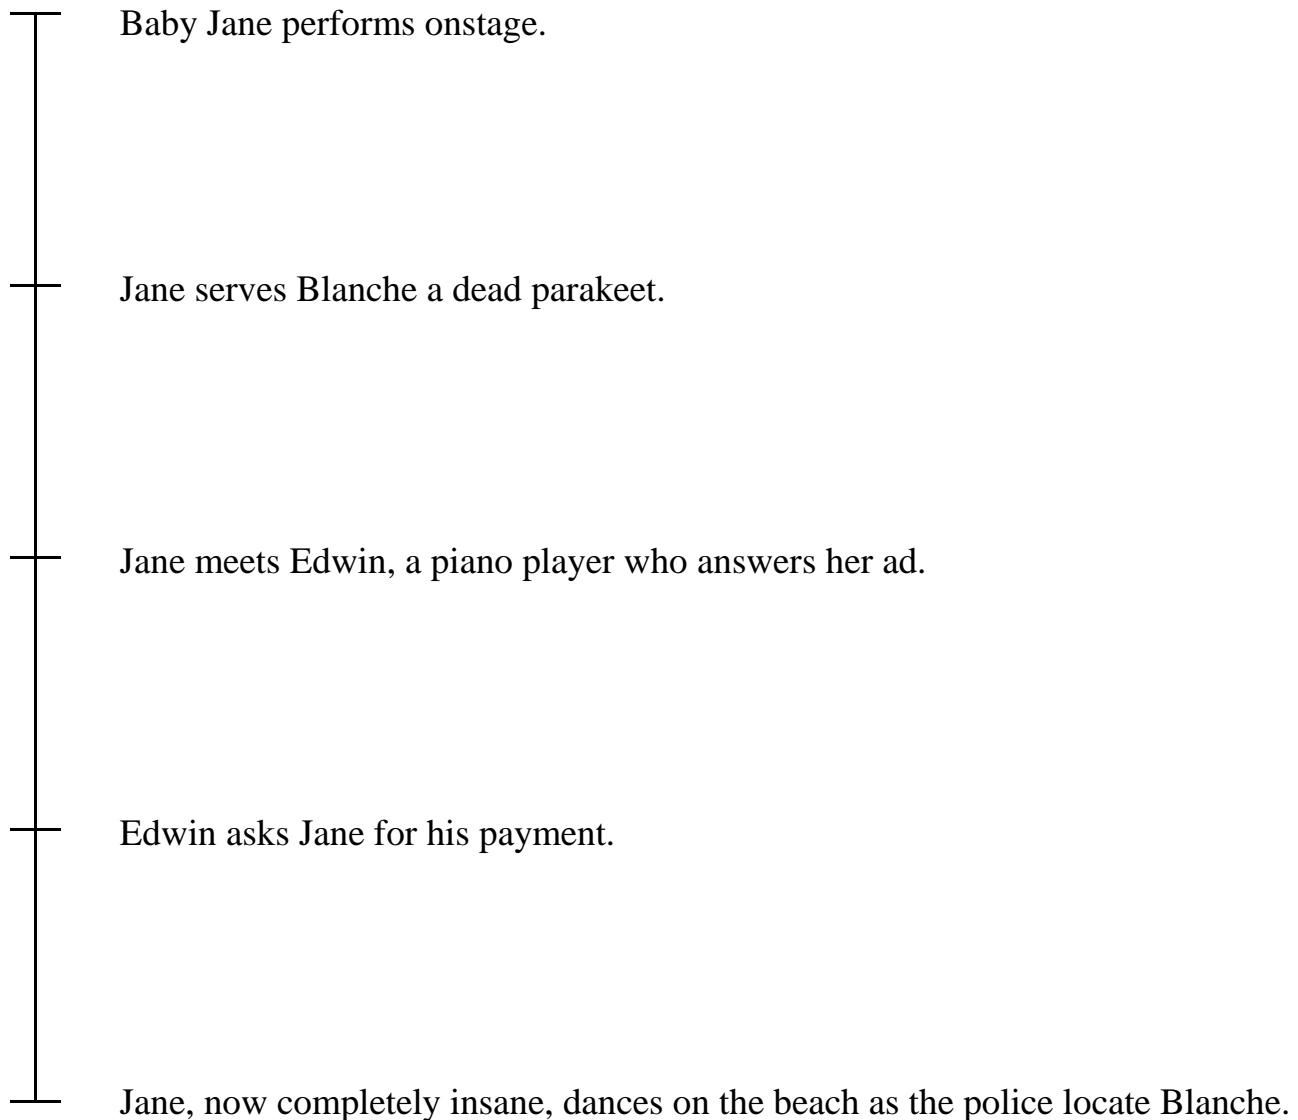 Baby Jane performs onstage.
Jane serves Blanche a dead parakeet.
Jane meets Edwin, a piano player who answers her ad.
Edwin asks Jane for his payment.
Jane, now completely insane, dances on the beach as the police locate Blanche.